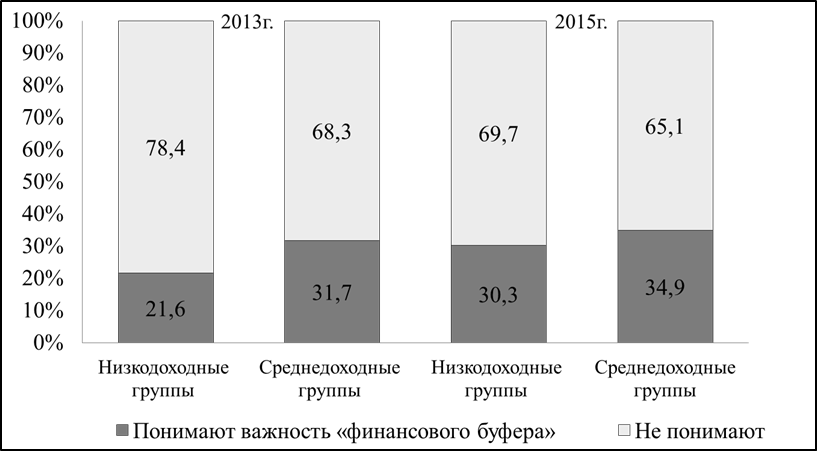 100%
2013г.
2015г.
90%
80%
70%
60%
50%
40%
30%
20%
10%
0%
78,4
68,3
69,7
65,1
21,6
31,7
30,3
34,9
Низкодоходные группы
Среднедоходные группы
Низкодоходные группы
Среднедоходные группы
Понимают важность «финансового буфера»
Не понимают